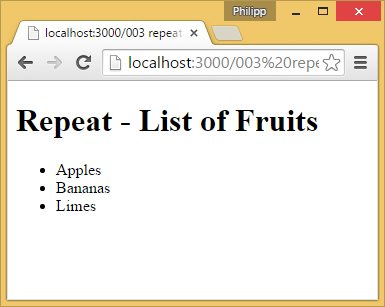 Philipp
localhost:3000/003 repeat
localhost:3000/003%20repe
Repeat - List of Fruits
Apples
Bananas
Limes